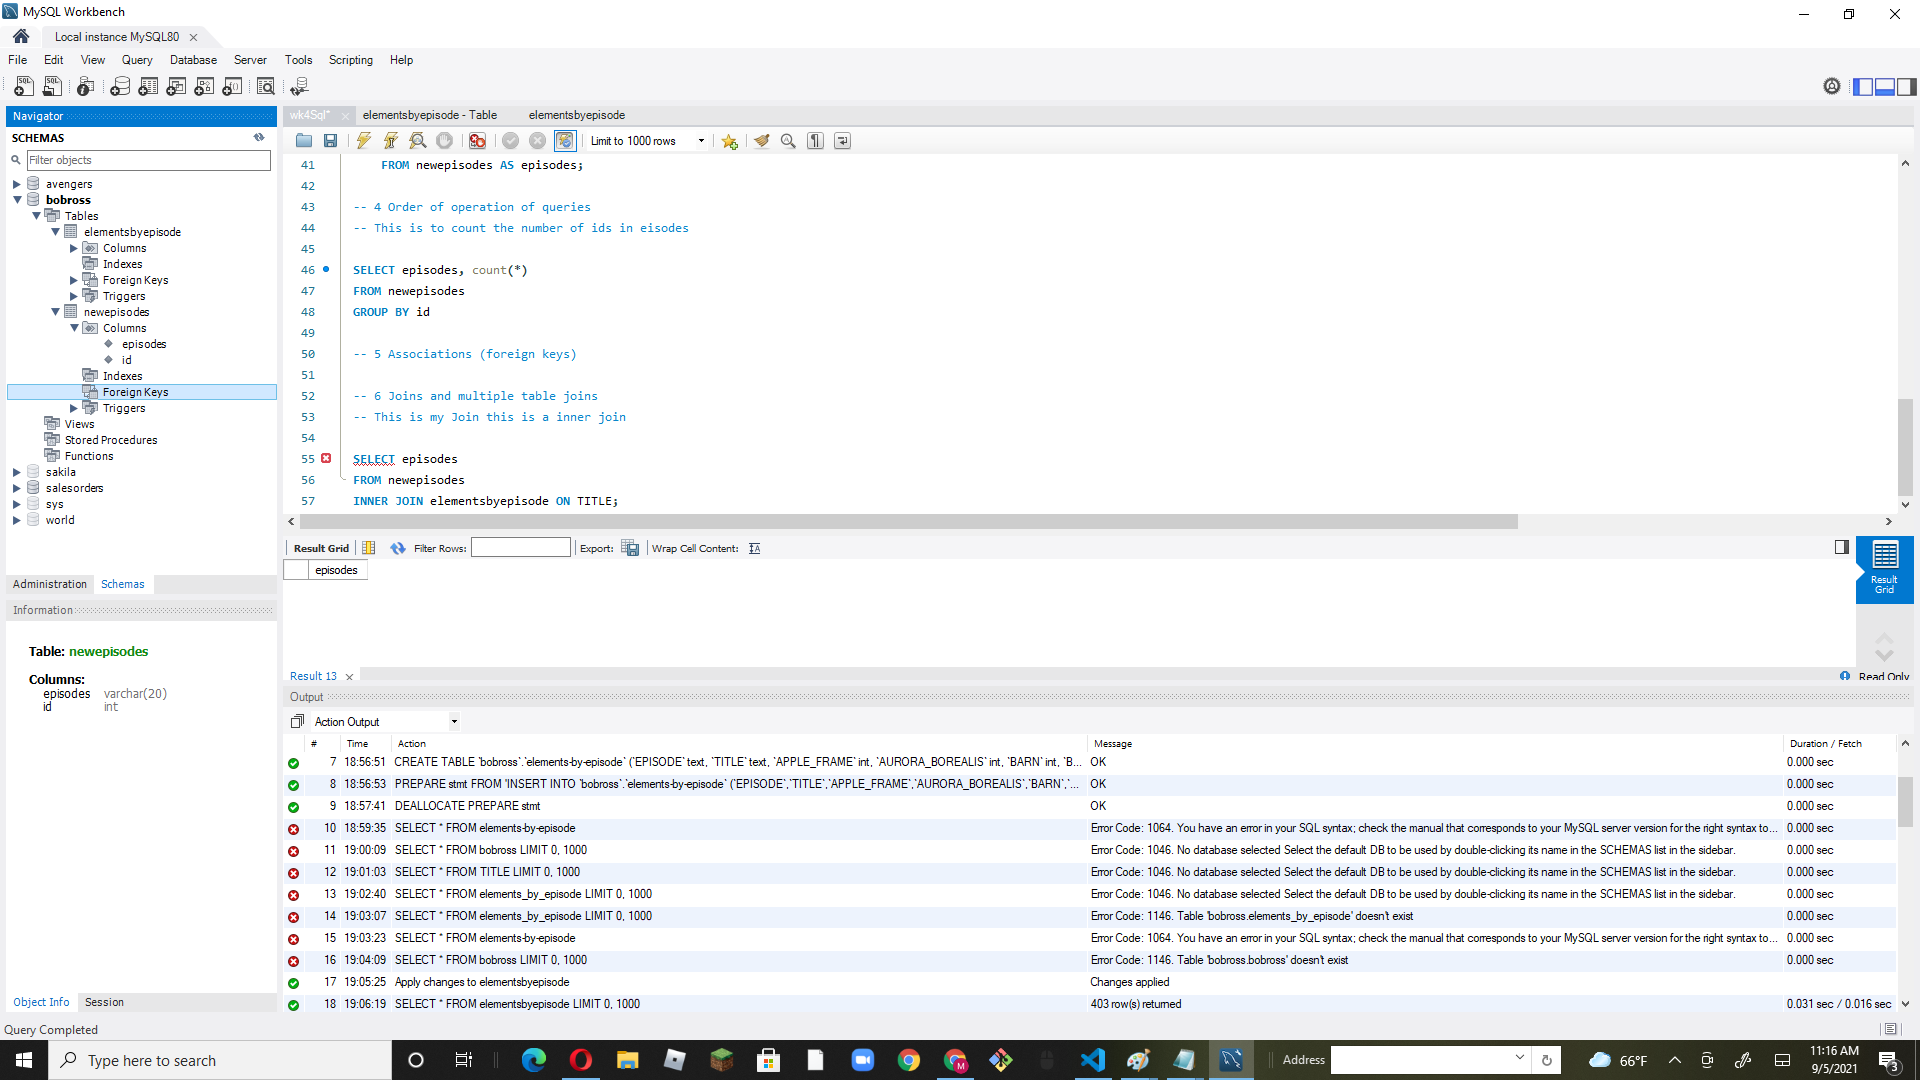 MySQL Workbench
Local instance MySQL80
File Edit View Query Database Server Tools Scripting Help
Navigator
SCHEMAS
Filter objects
avengers
bobross
Tables
elementsbyepisode
Columns
Indexes
Foreign Keys
Triggers
newepisodes
Columns
episodes
id
Indexes
Foreign Keys
Triggers
Views
Stored Procedures
Functions
sakila
salesorders
sys
world
Administration Schemas
Information
Table: newepisodes
Columns:
episodes varchar(20)
id int
Object Info Session
wk4Sql* elementsbyepisode - Table elementsbyepisode
Limit to 1000 rows
41 FROM newepisodes AS episodes;
42
43 -- 4 Order of operation of queries
44 -- This is to count the number of ids in eisodes
45
46 SELECT episodes, count(*)
47 FROM newepisodes
48 GROUP BY id
49
50 -- 5 Associations (foreign keys)
51
52 -- 6 Joins and multiple table joins
53 -- This is my Join this is a inner join
54
55 SELECT episodes
56 FROM newepisodes
57 INNER JOIN elementsbyepisode ON TITLE;
Result Grid Filter Rows: Export: Wrap Cell Content:
episodes
Result Grid
Result 13 Read Only
Output
Action Output
# Time Action Message Duration / Fetch
7 18:56:51 CREATE TABLE `bobross`.`elements-by-episode` (`EPISODE` text, `TITLE` text, `APPLE_FRAME` int, `AURORA_BOREALIS` int, `BARN` int, `B... OK 0.000 sec
8 18:56:53 PREPARE stmt FROM 'INSERT INTO `bobross`.`elements-by-episode` (`EPISODE`,`TITLE`,`APPLE_FRAME`,`AURORA_BOREALIS`,`BARN`,`... OK 0.000 sec
9 18:57:41 DEALLOCATE PREPARE stmt OK 0.000 sec
10 18:59:35 SELECT * FROM elements-by-episode Error Code: 1064. You have an error in your SQL syntax; check the manual that corresponds to your MySQL server version for the right syntax to... 0.000 sec
11 19:00:09 SELECT * FROM bobross LIMIT 0, 1000 Error Code: 1046. No database selected Select the default DB to be used by double-clicking its name in the SCHEMAS list in the sidebar. 0.000 sec
12 19:01:03 SELECT * FROM TITLE LIMIT 0, 1000 Error Code: 1046. No database selected Select the default DB to be used by double-clicking its name in the SCHEMAS list in the sidebar. 0.000 sec
13 19:02:40 SELECT * FROM elements_by_episode LIMIT 0, 1000 Error Code: 1046. No database selected Select the default DB to be used by double-clicking its name in the SCHEMAS list in the sidebar. 0.000 sec
14 19:03:07 SELECT * FROM elements_by_episode LIMIT 0, 1000 Error Code: 1146. Table 'bobross.elements_by_episode' doesn't exist 0.000 sec
15 19:03:23 SELECT * FROM elements-by-episode Error Code: 1064. You have an error in your SQL syntax; check the manual that corresponds to your MySQL server version for the right syntax to... 0.000 sec
16 19:04:09 SELECT * FROM bobross LIMIT 0, 1000 Error Code: 1146. Table 'bobross.bobross' doesn't exist 0.000 sec
17 19:05:25 Apply changes to elementsbyepisode Changes applied
18 19:06:19 SELECT * FROM elementsbyepisode LIMIT 0, 1000 403 row(s) returned 0.031 sec / 0.016 sec
Query Completed
Type here to search
Address
66°F
11:16 AM
9/5/2021
3